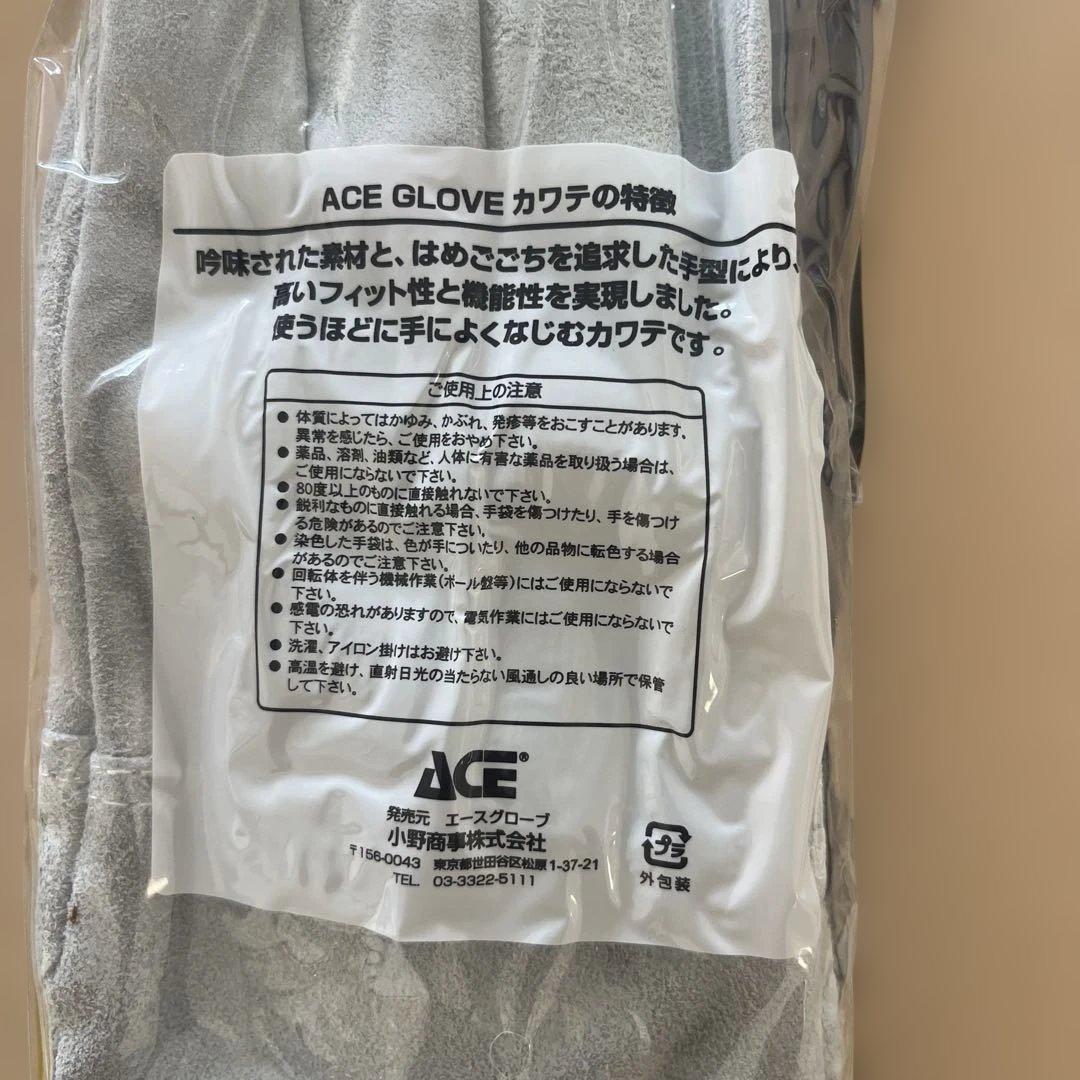 ACE GLOVE カワテの特徴
吟味された素材と、はめごごちを追求した手型により、
高いフィット性と機能性を実現しました。
使うほどに手によくなじむカワテです。
ご使用上の注意
● 体質によってはかゆみ、かぶれ、発疹等をおこすことがあります。
異常を感じたら、ご使用をおやめ下さい。
● 薬品、溶剤、油類など、人体に有害な薬品を取り扱う場合は、
ご使用にならないで下さい。
● 80度以上のものに直接触れないで下さい。
● 鋭利なものに直接触れる場合、手袋を傷つけたり、手を傷つけ
る危険があるのでご注意下さい。
● 染色した手袋は、色が手についたり、他の品物に転色する場合
があるのでご注意下さい。
● 回転体を伴う機械作業(ボール盤等)にはご使用にならないで
下さい。
● 感電の恐れがありますので、電気作業にはご使用にならないで
下さい。
● 洗濯、アイロン掛けはお避け下さい。
● 高温を避け、直射日光の当たらない風通しの良い場所で保管
して下さい。
ACE®
発売元 エースグローブ
小野商事株式会社
〒156-0043 東京都世田谷区松原1-37-21
TEL. 03-3322-5111
プラ
外包装